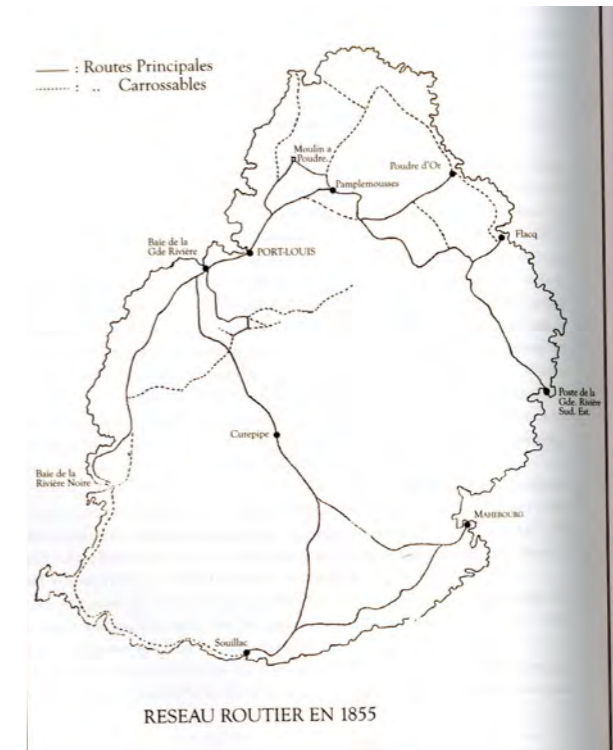 : Routes Principales
: .. Carrossables
Moulin a
Poudre.
Poudre d'Or
Pamplemousses
Baie de la
Gde Rivière
PORT-LOUIS
Flacq
Poste de la
Gde. Rivière
Sud. Est.
Curepipe
Baie de la
Rivière Noire
MAHEBOURG
Souillac
RESEAU ROUTIER EN 1855